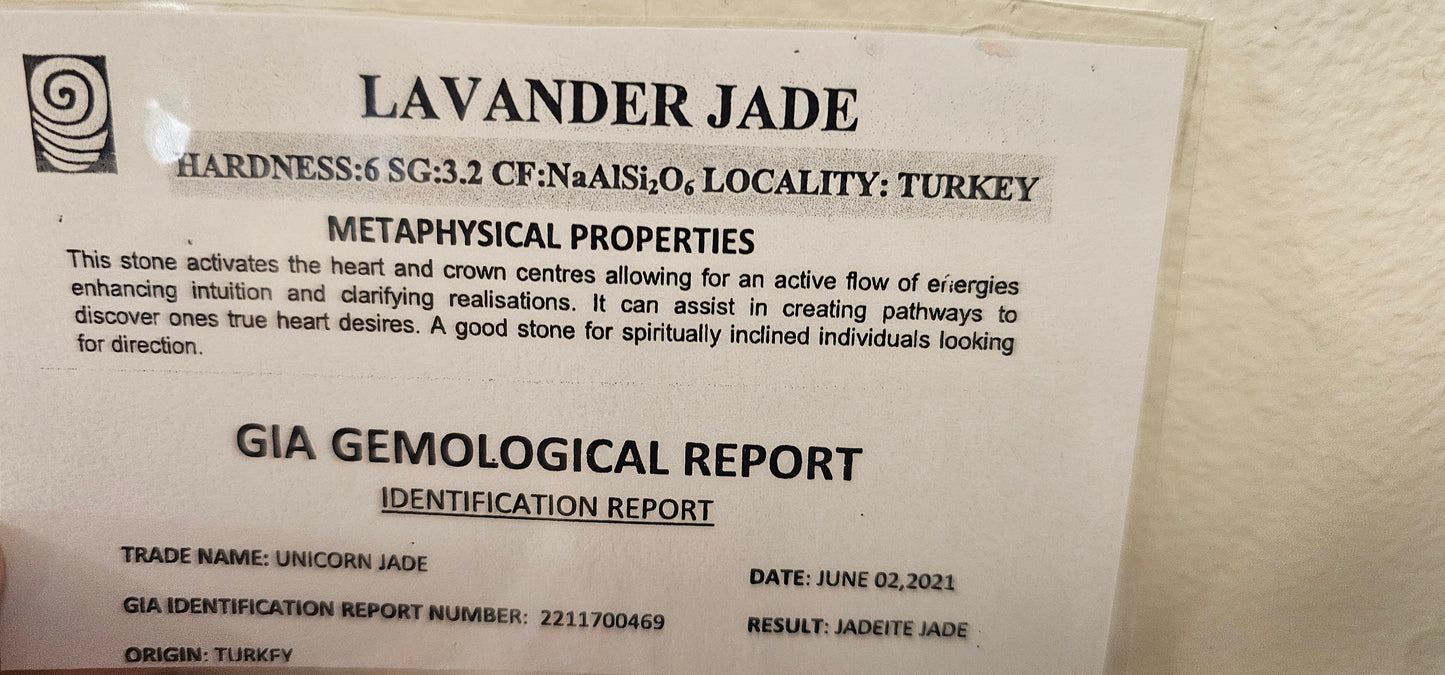 LAVANDER JADE
HARDNESS:6 SG:3.2 CF:NaAlSi₂O₆ LOCALITY: TURKEY
METAPHYSICAL PROPERTIES
This stone activates the heart and crown centres allowing for an active flow of energies
enhancing intuition and clarifying realisations. It can assist in creating pathways to
discover ones true heart desires. A good stone for spiritually inclined individuals looking
for direction.
GIA GEMOLOGICAL REPORT
IDENTIFICATION REPORT
TRADE NAME: UNICORN JADE
DATE: JUNE 02,2021
GIA IDENTIFICATION REPORT NUMBER: 2211700469
RESULT: JADEITE JADE
ORIGIN: TURKEY